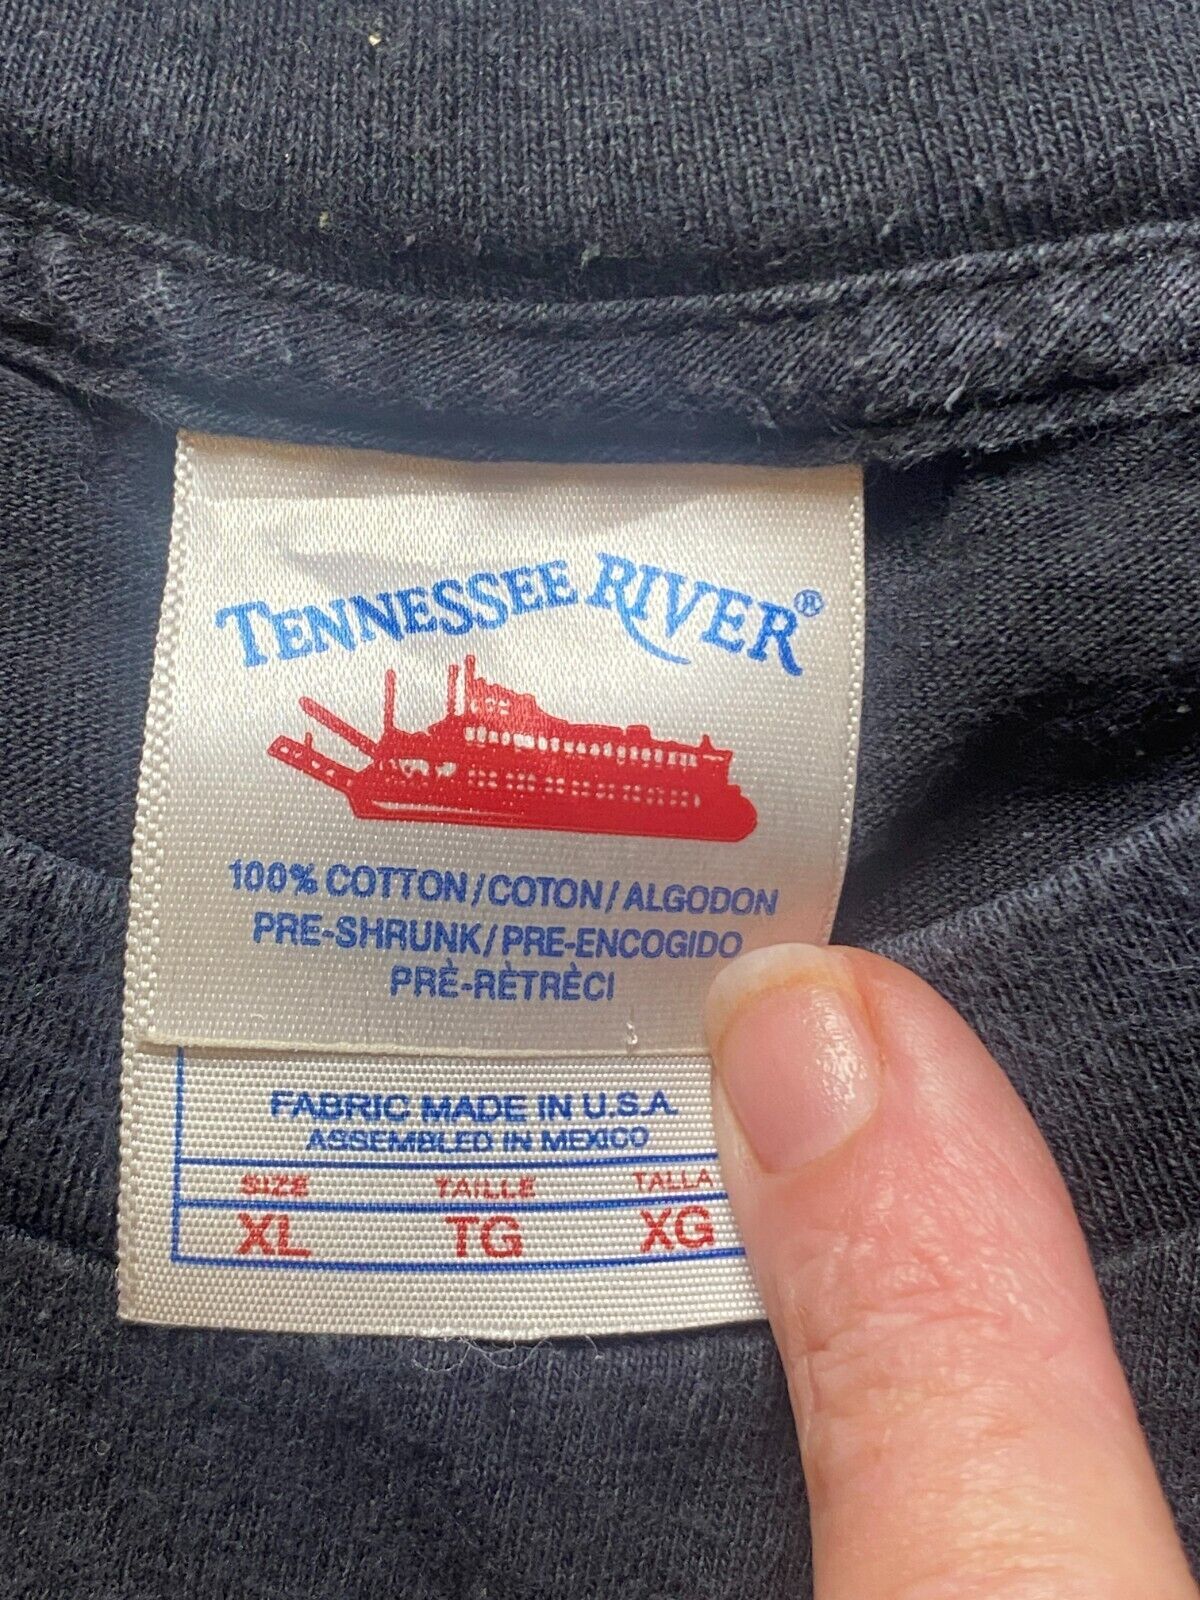 TENNESSEE RIVER®
100% COTTON/COTON/ALGODON
PRE-SHRUNK/PRE-ENCOGIDO
PRÈ-RÈTRÈCI
FABRIC MADE IN U.S.A.
ASSEMBLED IN MEXICO
SIZE TAILLE TALLA
XL TG XG